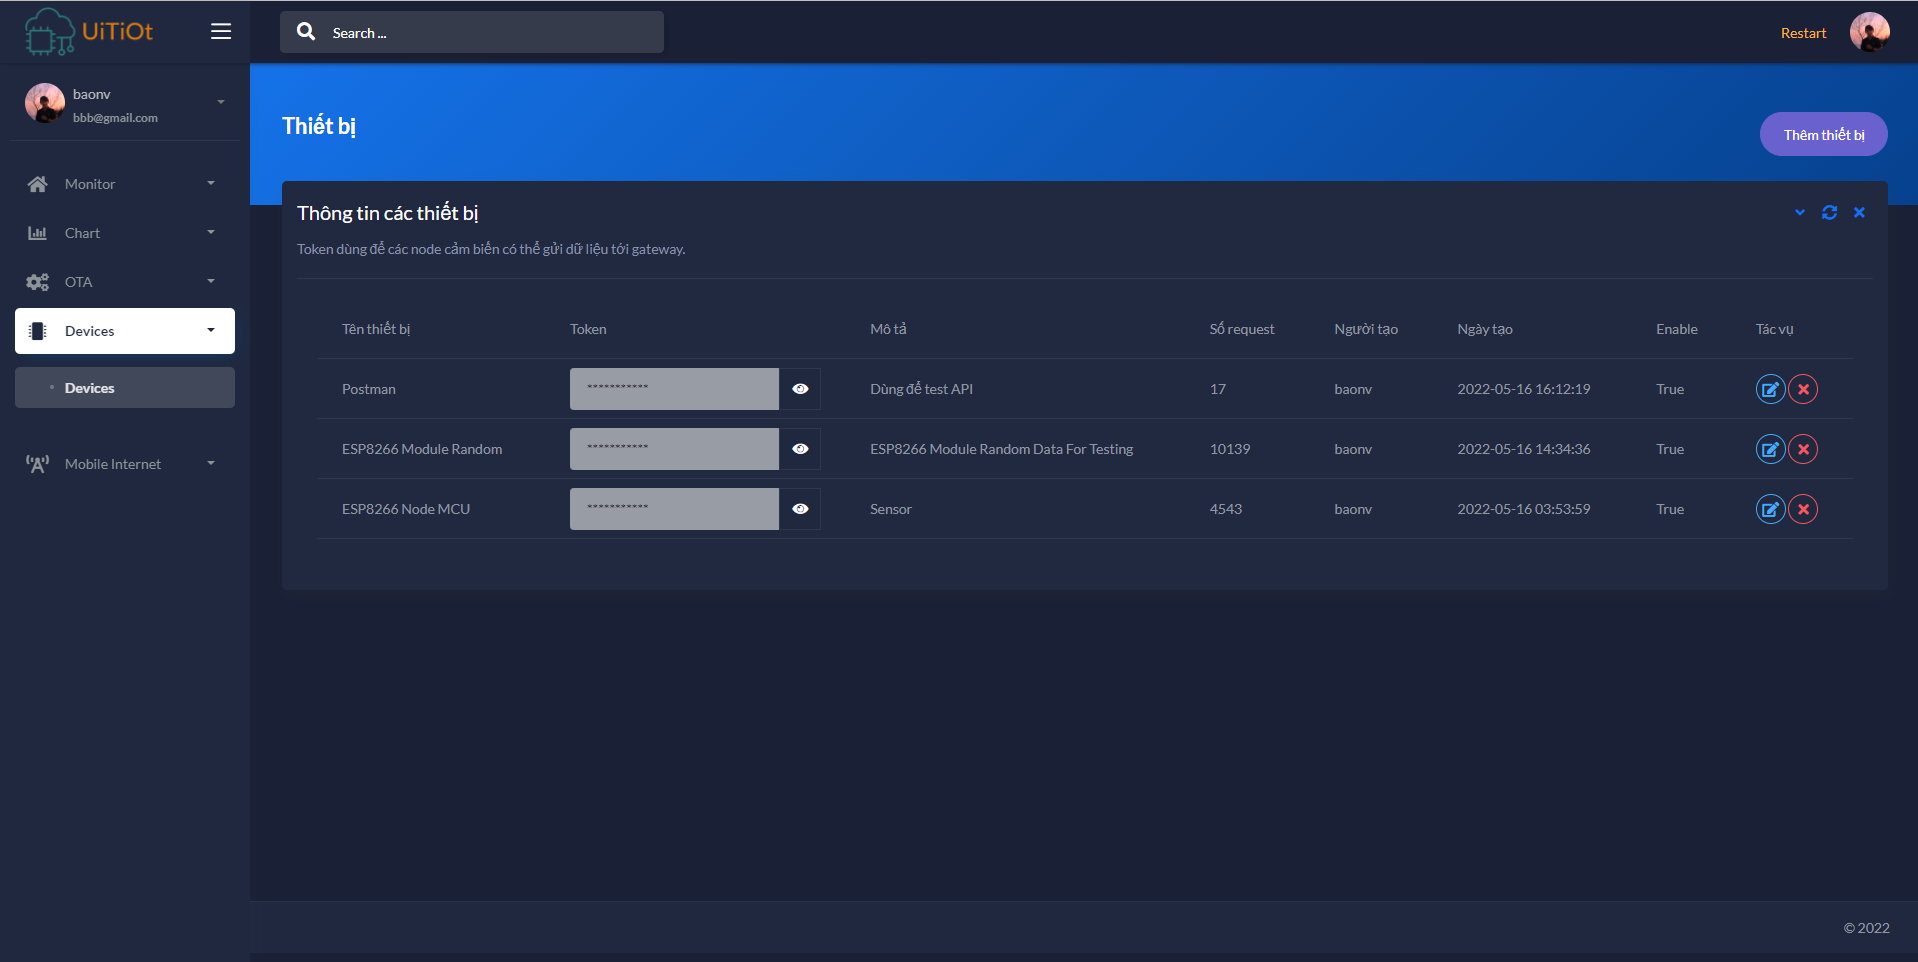 UiTiOt
Search ...
Restart
baonv
bbb@gmail.com
Monitor
Chart
OTA
Devices
Devices
Mobile Internet
Thiết bị
Thêm thiết bị
Thông tin các thiết bị
Token dùng để các node cảm biến có thể gửi dữ liệu tới gateway.
Tên thiết bị Token Mô tả Số request Người tạo Ngày tạo Enable Tác vụ
Postman *********** Dùng để test API 17 baonv 2022-05-16 16:12:19 True
ESP8266 Module Random *********** ESP8266 Module Random Data For Testing 10139 baonv 2022-05-16 14:34:36 True
ESP8266 Node MCU *********** Sensor 4543 baonv 2022-05-16 03:53:59 True
© 2022